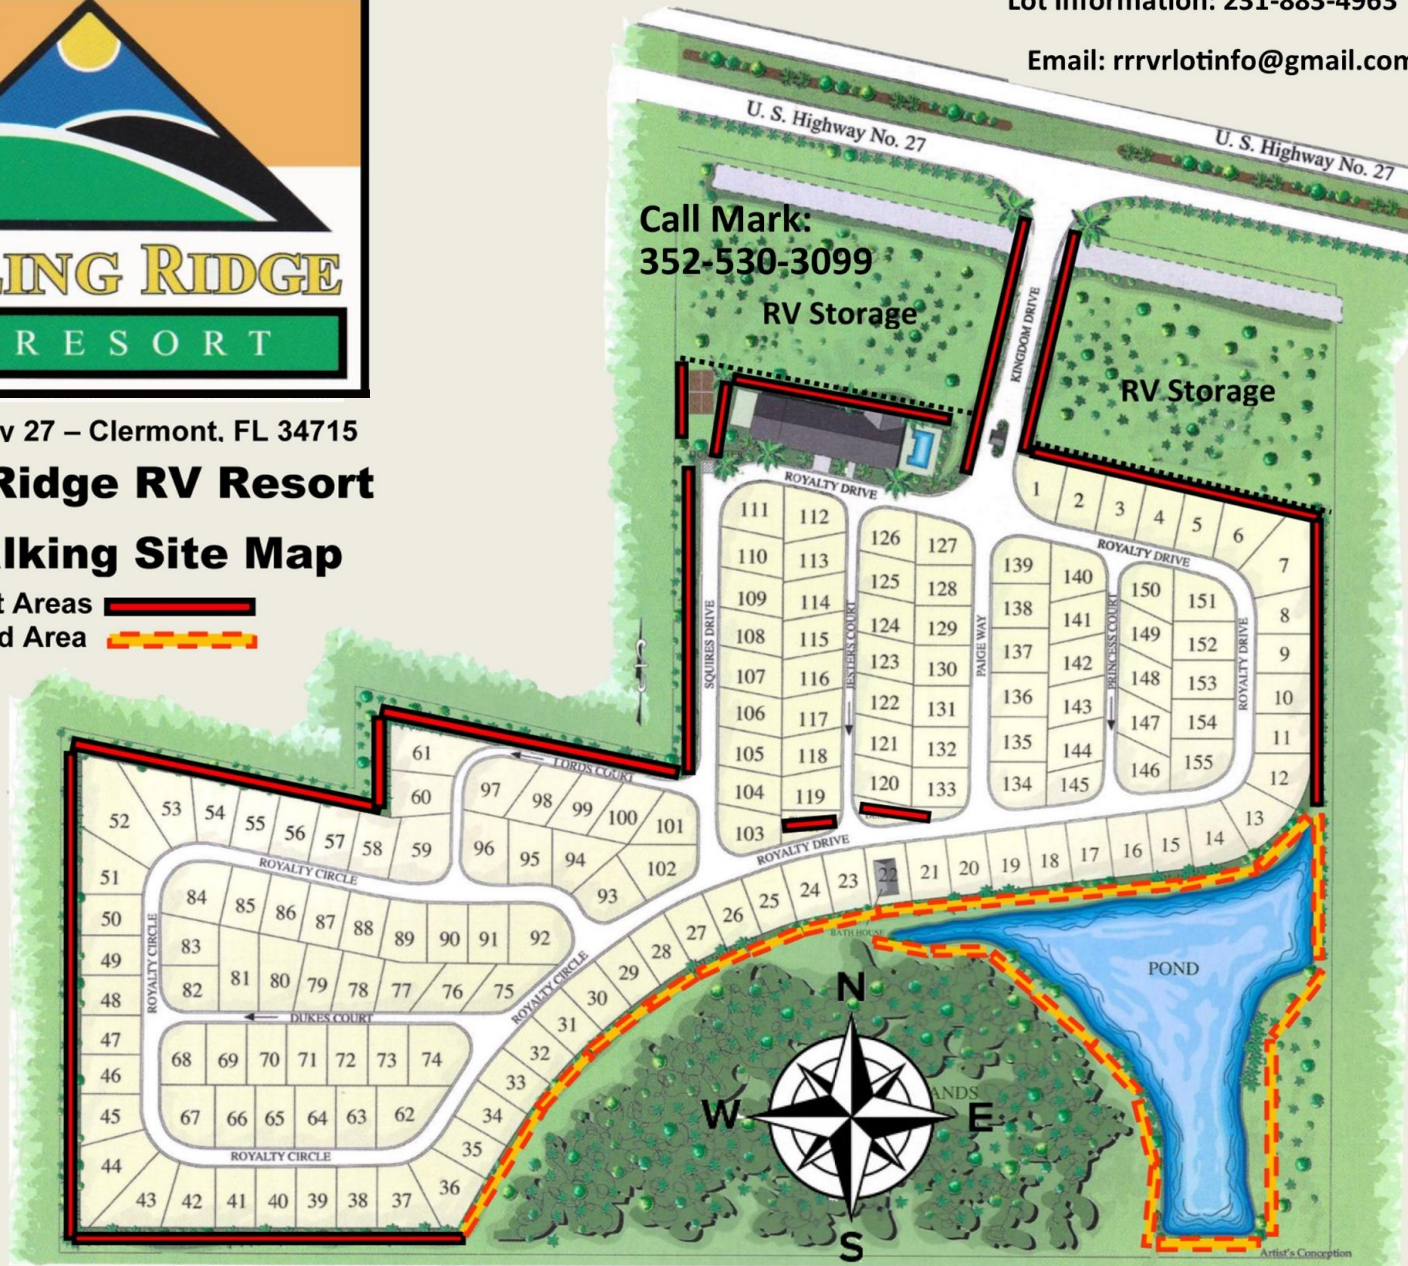 Lot Information: 231-883-4963
Email: rrrvrlotinfo@gmail.com
U. S. Highway No. 27
U. S. Highway No. 27
LING RIDGE
RESORT
y 27 – Clermont, FL 34715
Ridge RV Resort
lking Site Map
t Areas
d Area
Call Mark:
352-530-3099
RV Storage
RV Storage
KINGDOM DRIVE
ROYALTY DRIVE
1 2 3 4 5 6
7
8
9
10
11
12
13
ROYALTY DRIVE
ROYALTY DRIVE
SQUIRES DRIVE
111 112
110 113
109 114
108 115
107 116
106 117
105 118
104 119
103
JESTERS COURT
126 127
125 128
124 129
123 130
122 131
121 132
120 133
PAIGE WAY
139 140
138 141
137 142
136 143
135 144
134 145
PRINCESS COURT
150 151
149 152
148 153
147 154
146 155
ROYALTY DRIVE
28 27 26 25 24 23 22 21 20 19 18 17 16 15 14
LORDS COURT
61
60
52 53 54 55 56 57 58 59
97 98 99 100 101
96 95 94 93 102
51
50
49
48
47
46
45
44
ROYALTY CIRCLE
ROYALTY CIRCLE
84 85 86 87 88 89 90 91 92
83
82 81 80 79 78 77 76 75
DUKES COURT
68 69 70 71 72 73 74
67 66 65 64 63 62
ROYALTY CIRCLE
ROYALTY CIRCLE
29
30
31
32
33
34
35
36
43 42 41 40 39 38 37
BATH HOUSE
POND
ANDS
N
W
E
S
Artist's Conception